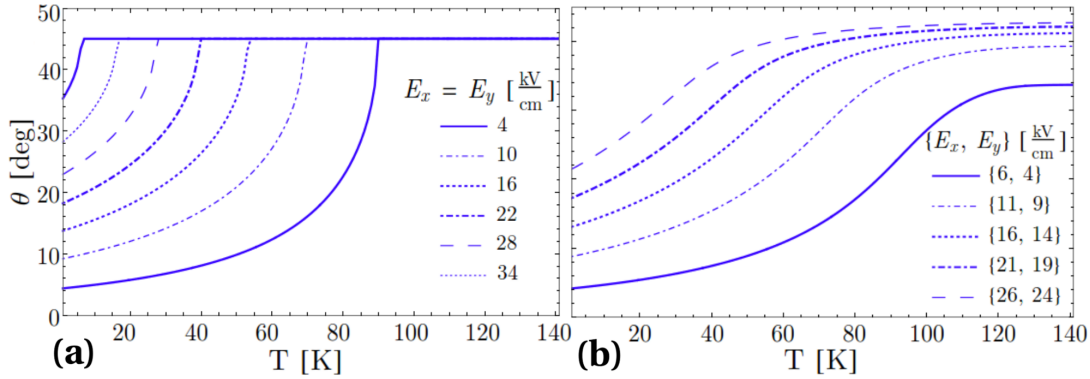 50
40
30
20
10
0
θ [deg]
20 40 60 80 100 120 140
T [K]
(a)
E_x = E_y [kV/cm]
4
10
16
22
28
34
20 40 60 80 100 120 140
T [K]
(b)
{E_x, E_y} [kV/cm]
{6, 4}
{11, 9}
{16, 14}
{21, 19}
{26, 24}